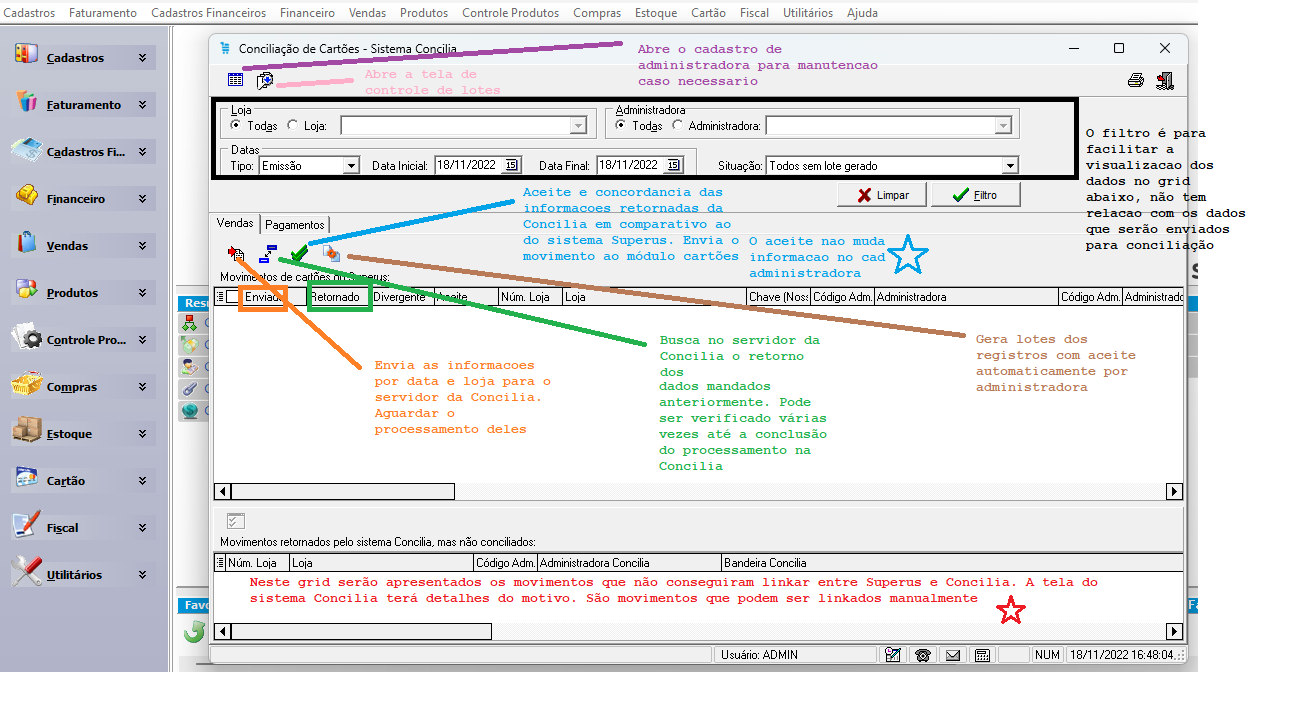 Cadastros Faturamento Cadastros Financeiros Financeiro Vendas Produtos Controle Produtos Compras Estoque Cartão Fiscal Utilitários Ajuda
Cadastros
Faturamento
Cadastros Fi...
Financeiro
Vendas
Produtos
Controle Pro...
Compras
Estoque
Cartão
Fiscal
Utilitários
Conciliação de Cartões - Sistema Concilia
Abre o cadastro de
administradora para manutencao
caso necessario
Abre a tela de
controle de lotes
Loja
Todas Loja:
Administradora
Todas Administradora:
Datas
Tipo: Emissão Data Inicial: 18/11/2022 15 Data Final: 18/11/2022 15 Situação: Todos sem lote gerado
Limpar Filtro
O filtro é para
facilitar a
visualizacao dos
dados no grid
abaixo, não tem
relacao com os dados
que serão enviados
para conciliação
Vendas Pagamentos
Aceite e concordancia das
informacoes retornadas da
Concilia em comparativo ao
do sistema Superus. Envia o
movimento ao módulo cartões
O aceite nao muda
informacao no cad
administradora
Movimentos de cartões do Superus:
Enviado Retornado Divergente Aceite Núm. Loja Loja Chave (Noss Código Adm. Administradora Código Adm. Administrado
Envia as informacoes
por data e loja para o
servidor da Concilia.
Aguardar o
processamento deles
Busca no servidor da
Concilia o retorno
dos
dados mandados
anteriormente. Pode
ser verificado várias
vezes até a conclusão
do processamento na
Concilia
Gera lotes dos
registros com aceite
automaticamente por
administradora
Resu
Movimentos retornados pelo sistema Concilia, mas não conciliados:
Núm. Loja Loja Código Adm. Administradora Concilia Bandeira Concilia
Neste grid serão apresentados os movimentos que não conseguiram linkar entre Superus e Concilia. A tela do
sistema Concilia terá detalhes do motivo. São movimentos que podem ser linkados manualmente
Favo
Usuário: ADMIN NUM 18/11/2022 16:48:04